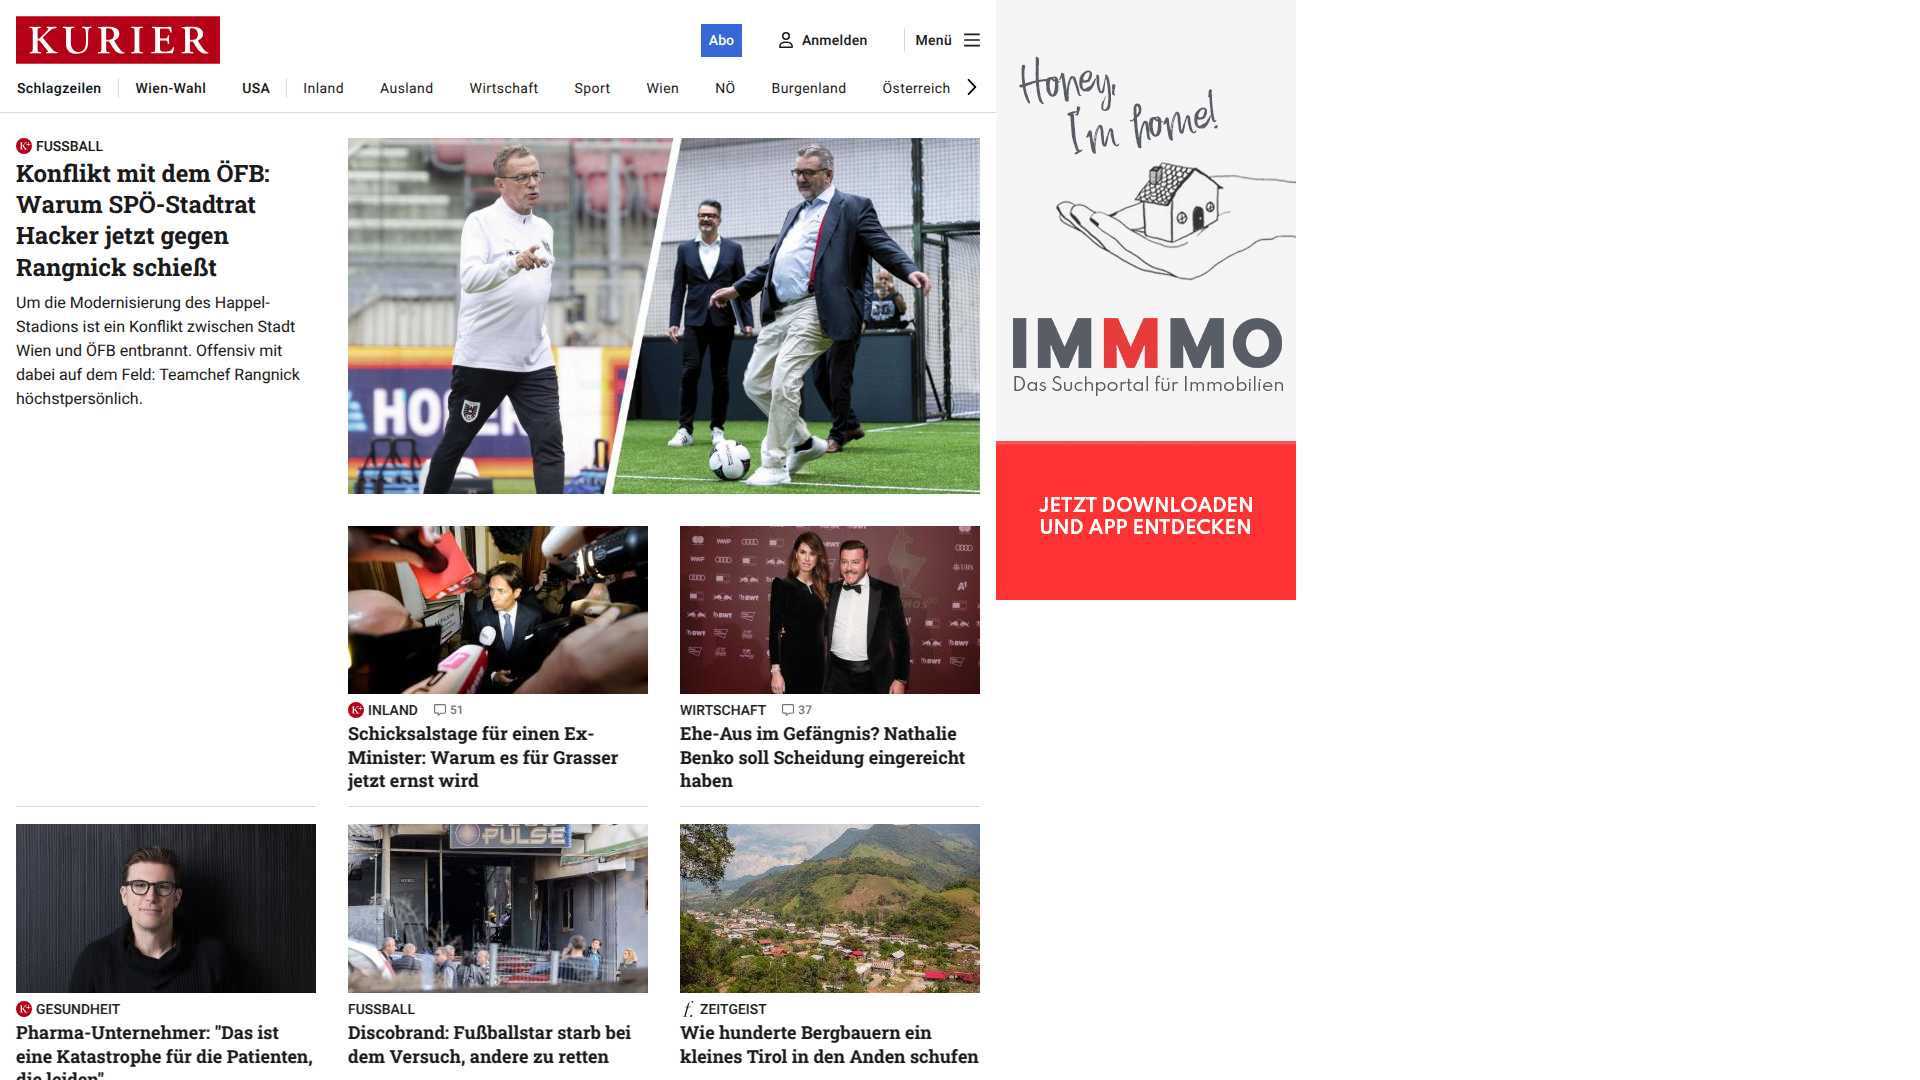 KURIER
Abo
Anmelden
Menü
Schlagzeilen
Wien-Wahl
USA
Inland
Ausland
Wirtschaft
Sport
Wien
NÖ
Burgenland
Österreich
FUSSBALL
Konflikt mit dem ÖFB:
Warum SPÖ-Stadtrat
Hacker jetzt gegen
Rangnick schießt
Um die Modernisierung des Happel-
Stadions ist ein Konflikt zwischen Stadt
Wien und ÖFB entbrannt. Offensiv mit
dabei auf dem Feld: Teamchef Rangnick
höchstpersönlich.
INLAND
51
Schicksalstage für einen Ex-
Minister: Warum es für Grasser
jetzt ernst wird
WIRTSCHAFT
37
Ehe-Aus im Gefängnis? Nathalie
Benko soll Scheidung eingereicht
haben
GESUNDHEIT
Pharma-Unternehmer: "Das ist
eine Katastrophe für die Patienten,
die leiden"
PULSE
FUSSBALL
Discobrand: Fußballstar starb bei
dem Versuch, andere zu retten
f. ZEITGEIST
Wie hunderte Bergbauern ein
kleines Tirol in den Anden schufen
Honey,
I'm home!
IMMMO
Das Suchportal für Immobilien
JETZT DOWNLOADEN
UND APP ENTDECKEN